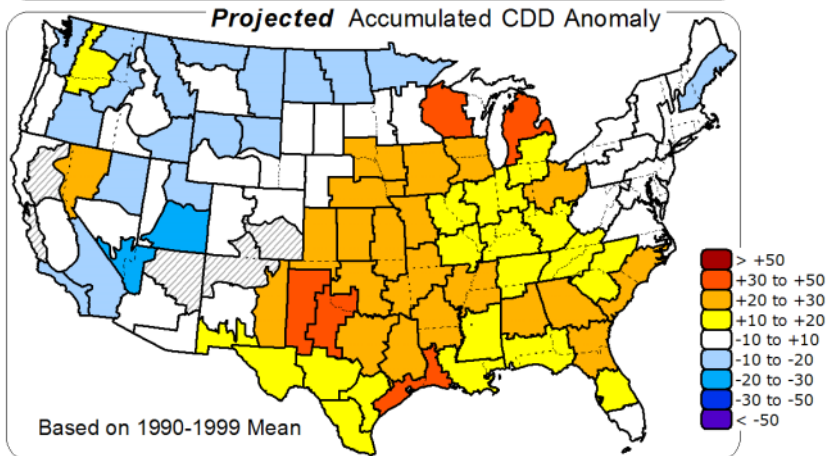 Projected Accumulated CDD Anomaly
> +50
+30 to +50
+20 to +30
+10 to +20
-10 to +10
-10 to -20
-20 to -30
-30 to -50
< -50
Based on 1990-1999 Mean